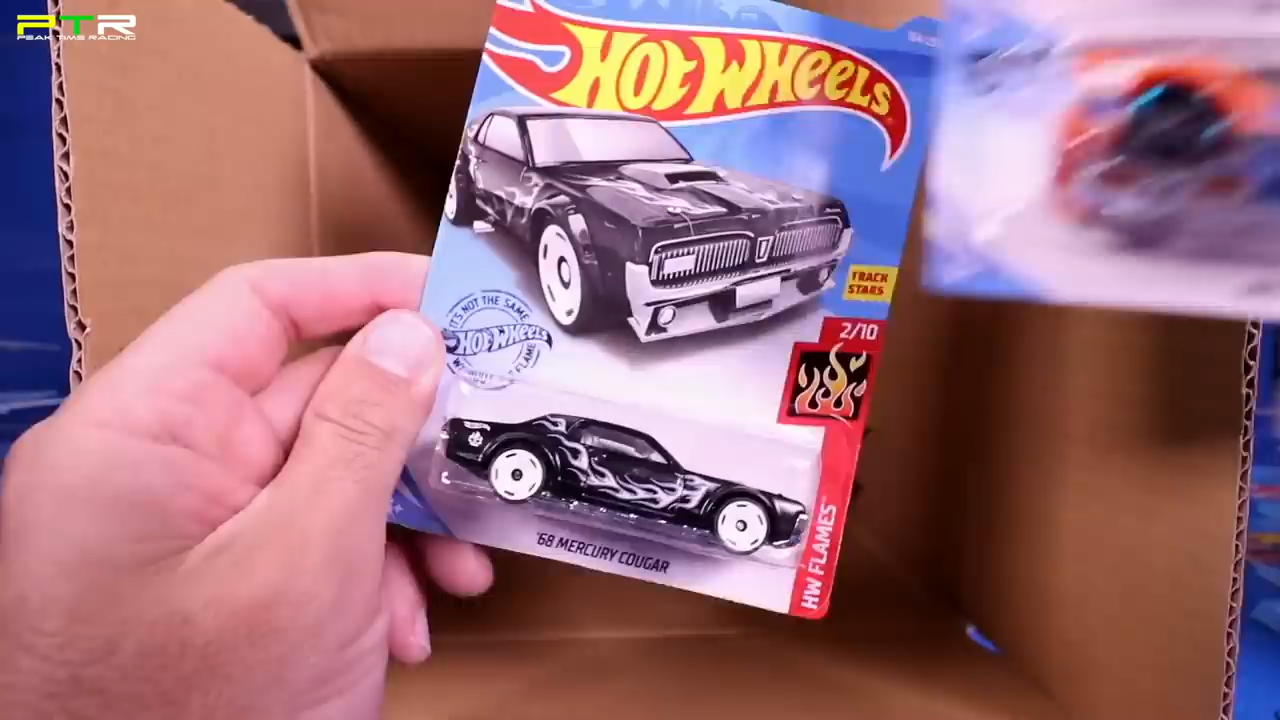 PTR
PEAK TIME RACING
HOT WHEELS
TRACK
STARS
2/10
IT'S NOT THE SAME
HOT WHEELS
FLAME
'68 MERCURY COUGAR
HW FLAMES